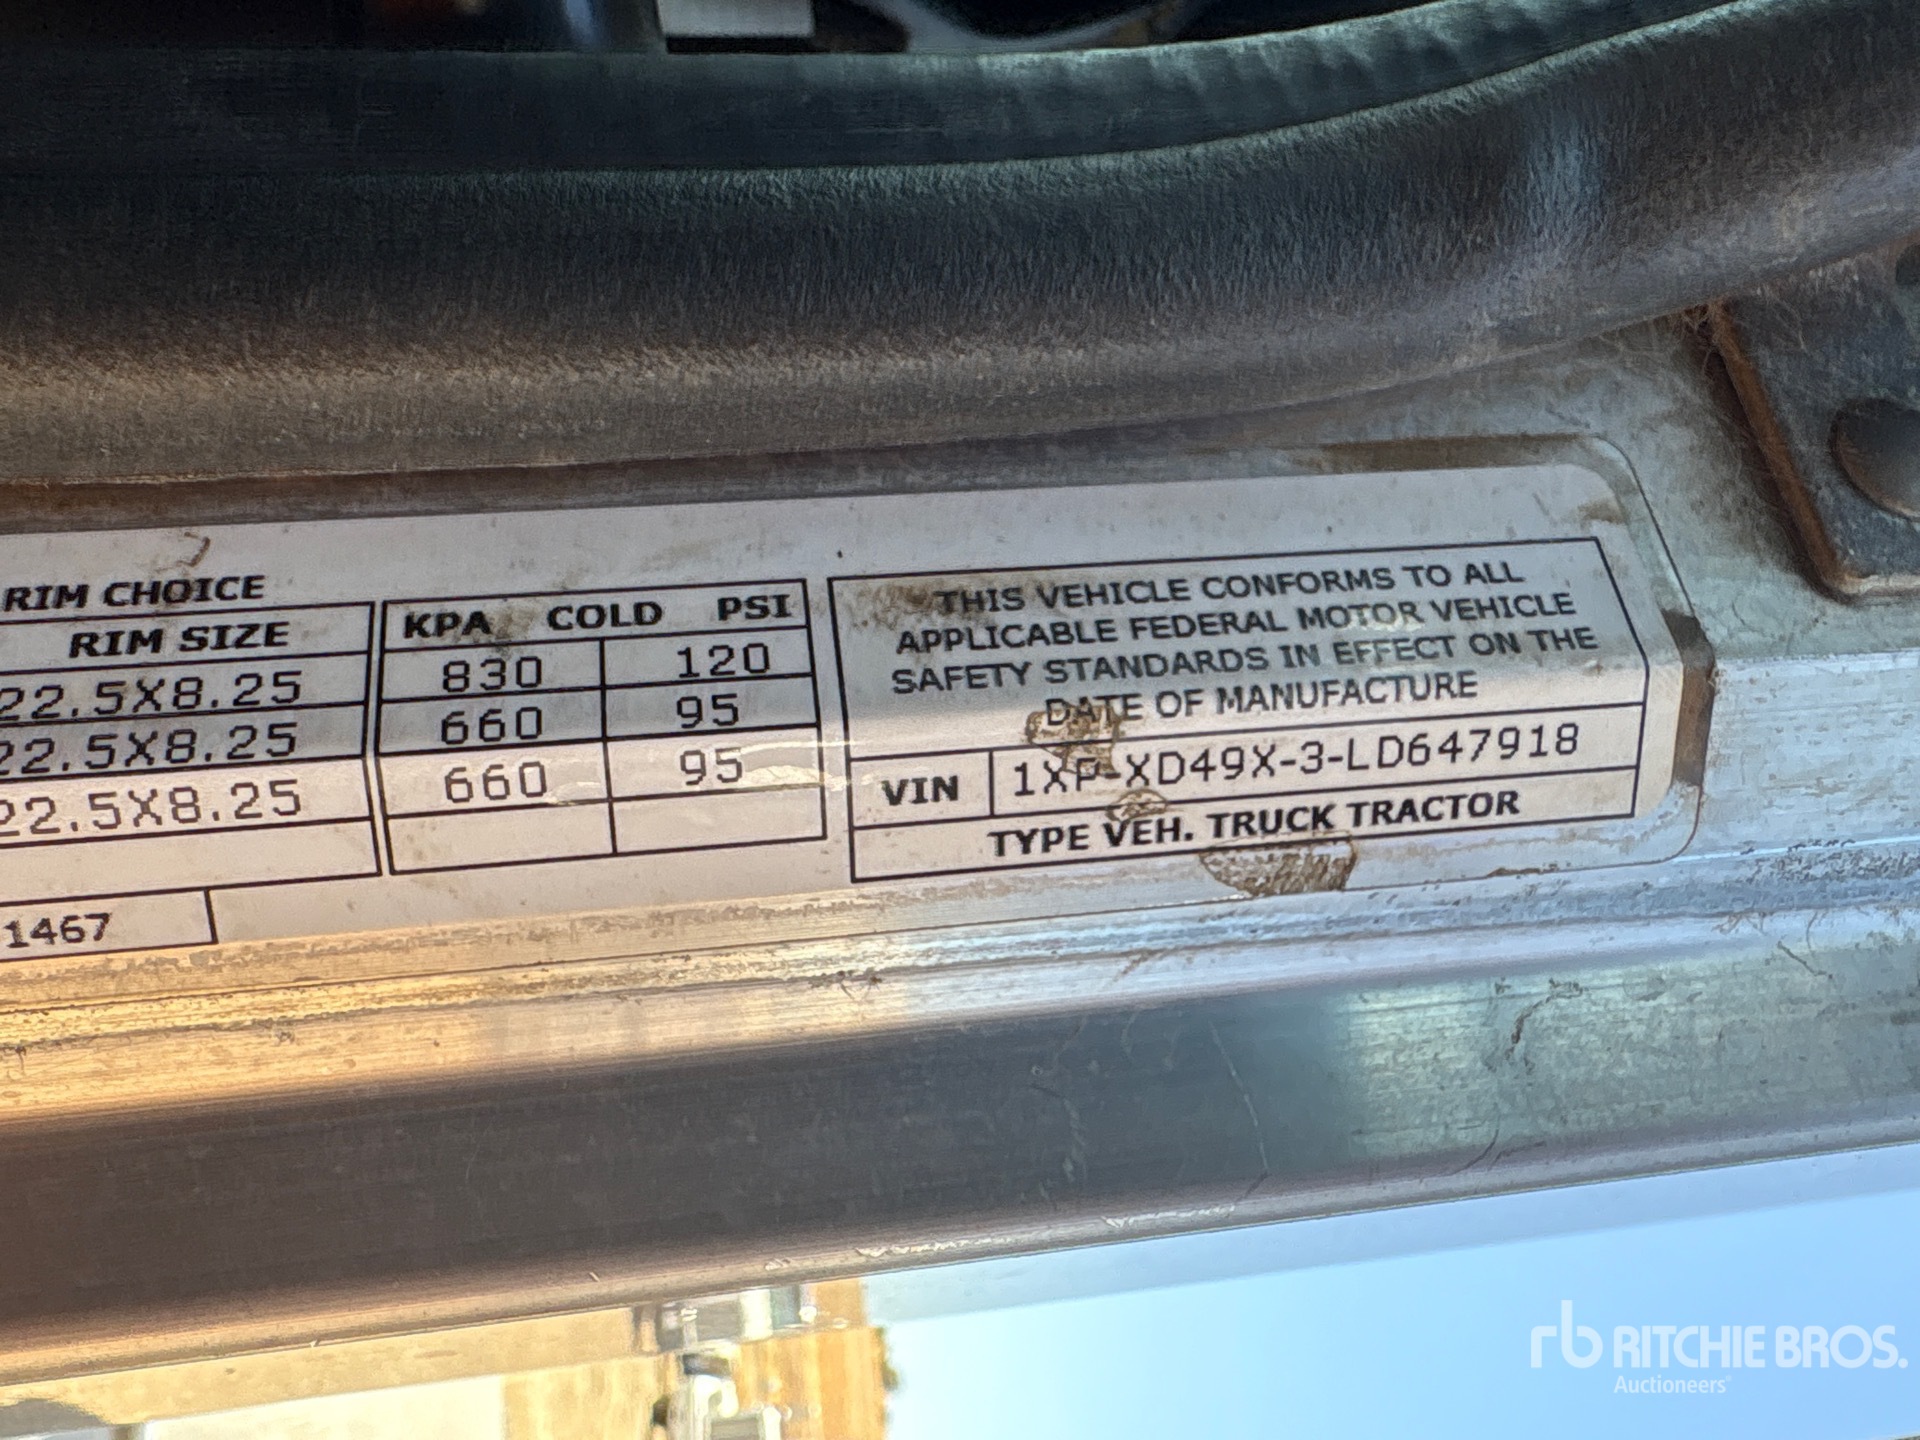 RIM CHOICE
RIM SIZE
22.5X8.25
22.5X8.25
22.5X8.25
1467
KPA COLD PSI
830 120
660 95
660 95
THIS VEHICLE CONFORMS TO ALL
APPLICABLE FEDERAL MOTOR VEHICLE
SAFETY STANDARDS IN EFFECT ON THE
DATE OF MANUFACTURE
VIN 1XP-XD49X-3-LD647918
TYPE VEH. TRUCK TRACTOR
rb RITCHIE BROS.
Auctioneers